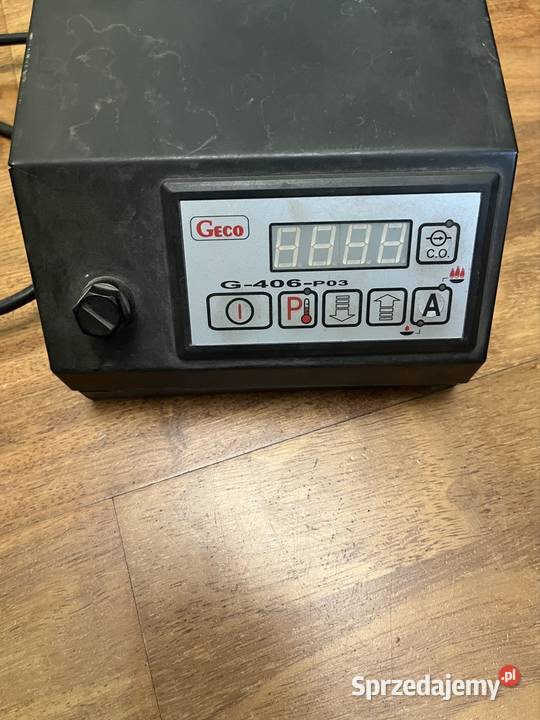 GECO
C.O.
G-406-P03
P
A
Sprzedajemy.pl